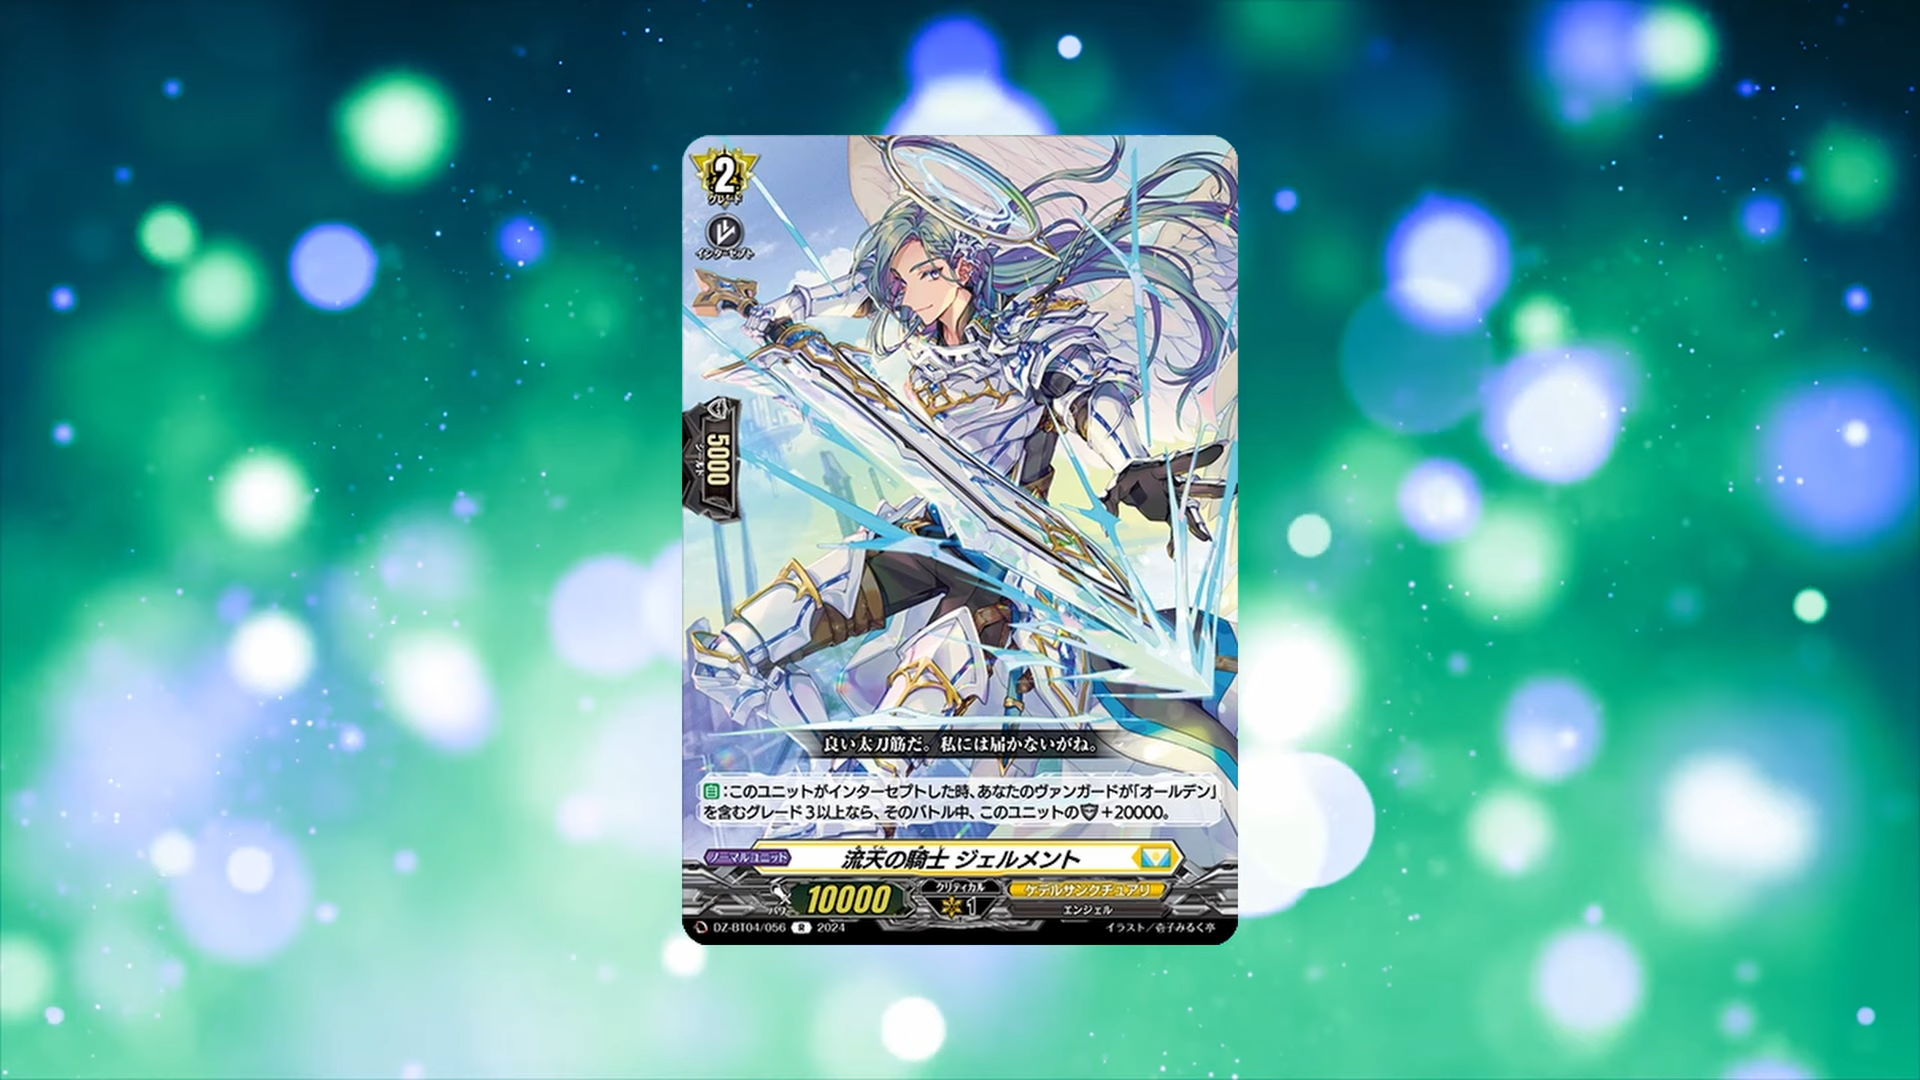 2
グレード
インターセプト
5000
シールド
良い太刀筋だ。私には届かないがね。
自:このユニットがインターセプトした時、あなたのヴァンガードが「オールデン」
を含むグレード3以上なら、そのバトル中、このユニットの+20000。
ノーマルユニット
流天の騎士 ジェルメント
パワー
10000
クリティカル
1
ケテルサンクチュアリ
エンジェル
DZ-BT04/056 R 2024
イラスト/壱子みるく亭